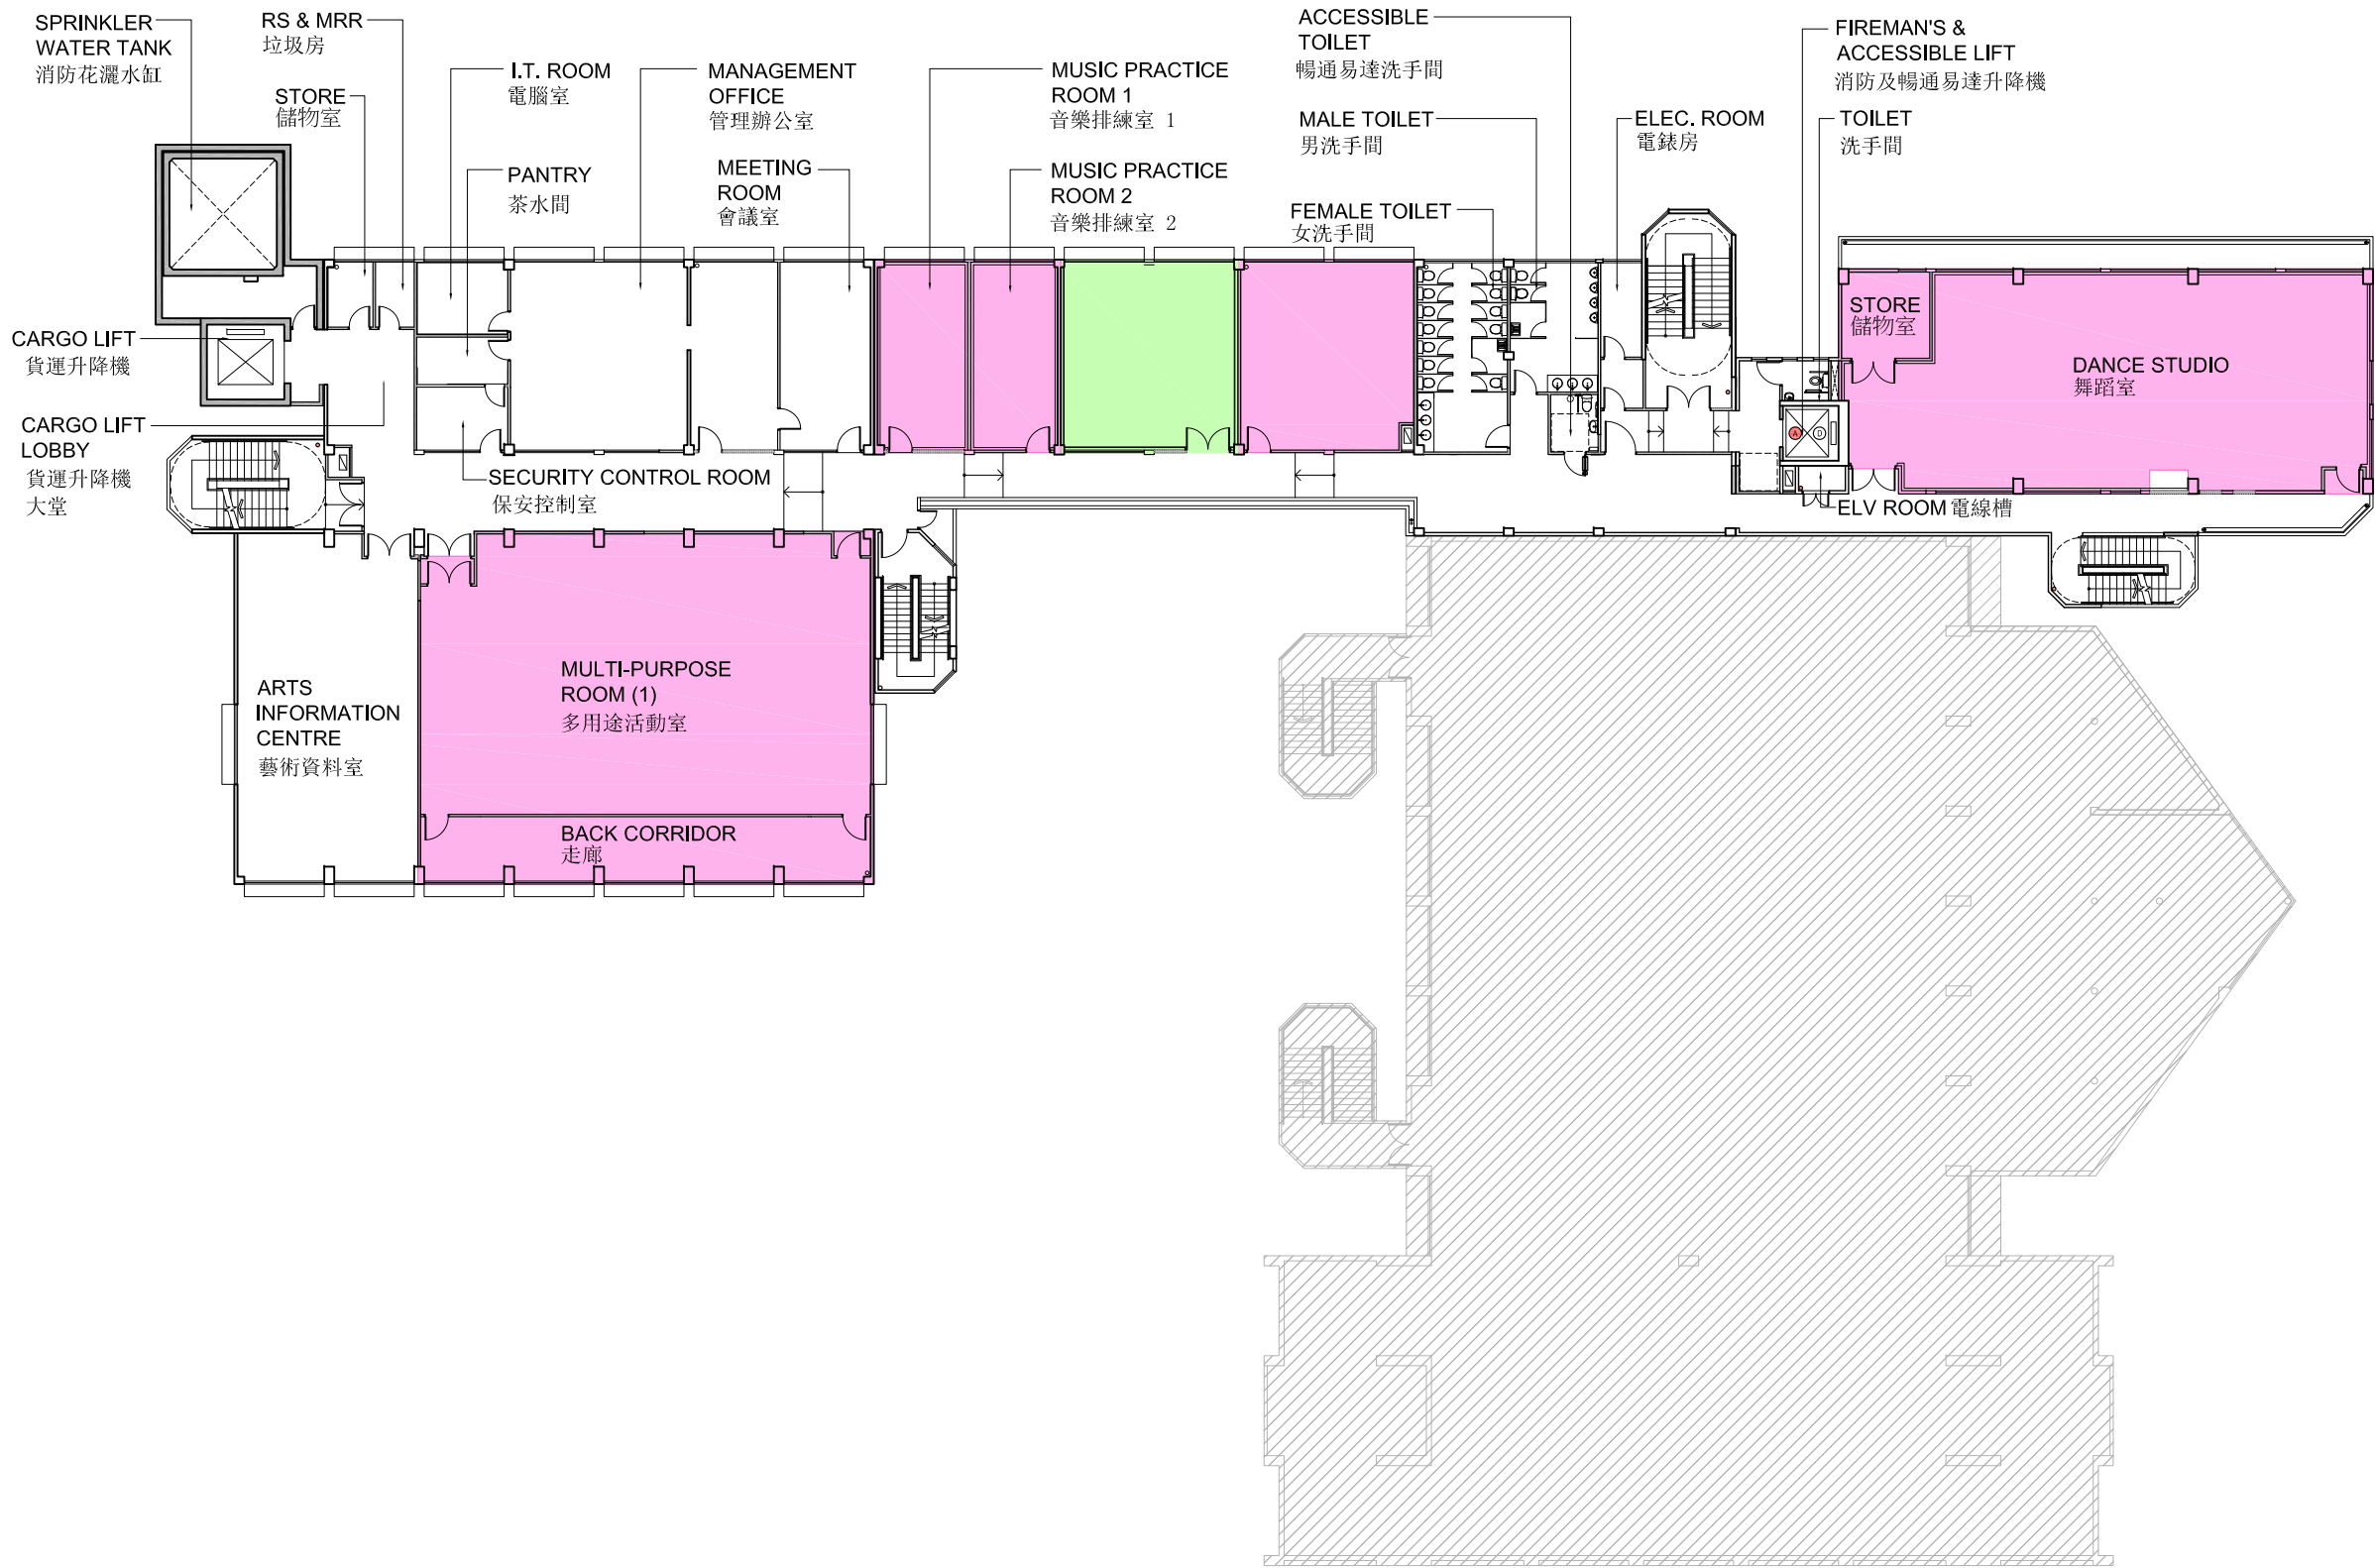 SPRINKLER
WATER TANK
消防花灑水缸
RS & MRR
垃圾房
STORE
儲物室
I.T. ROOM
電腦室
PANTRY
茶水間
MANAGEMENT
OFFICE
管理辦公室
MEETING
ROOM
會議室
MUSIC PRACTICE
ROOM 1
音樂排練室 1
MUSIC PRACTICE
ROOM 2
音樂排練室 2
ACCESSIBLE
TOILET
暢通易達洗手間
MALE TOILET
男洗手間
FEMALE TOILET
女洗手間
ELEC. ROOM
電錶房
FIREMAN'S &
ACCESSIBLE LIFT
消防及暢通易達升降機
TOILET
洗手間
CARGO LIFT
貨運升降機
CARGO LIFT
LOBBY
貨運升降機
大堂
SECURITY CONTROL ROOM
保安控制室
STORE
儲物室
DANCE STUDIO
舞蹈室
A
D
ELV ROOM 電線槽
ARTS
INFORMATION
CENTRE
藝術資料室
MULTI-PURPOSE
ROOM (1)
多用途活動室
BACK CORRIDOR
走廊